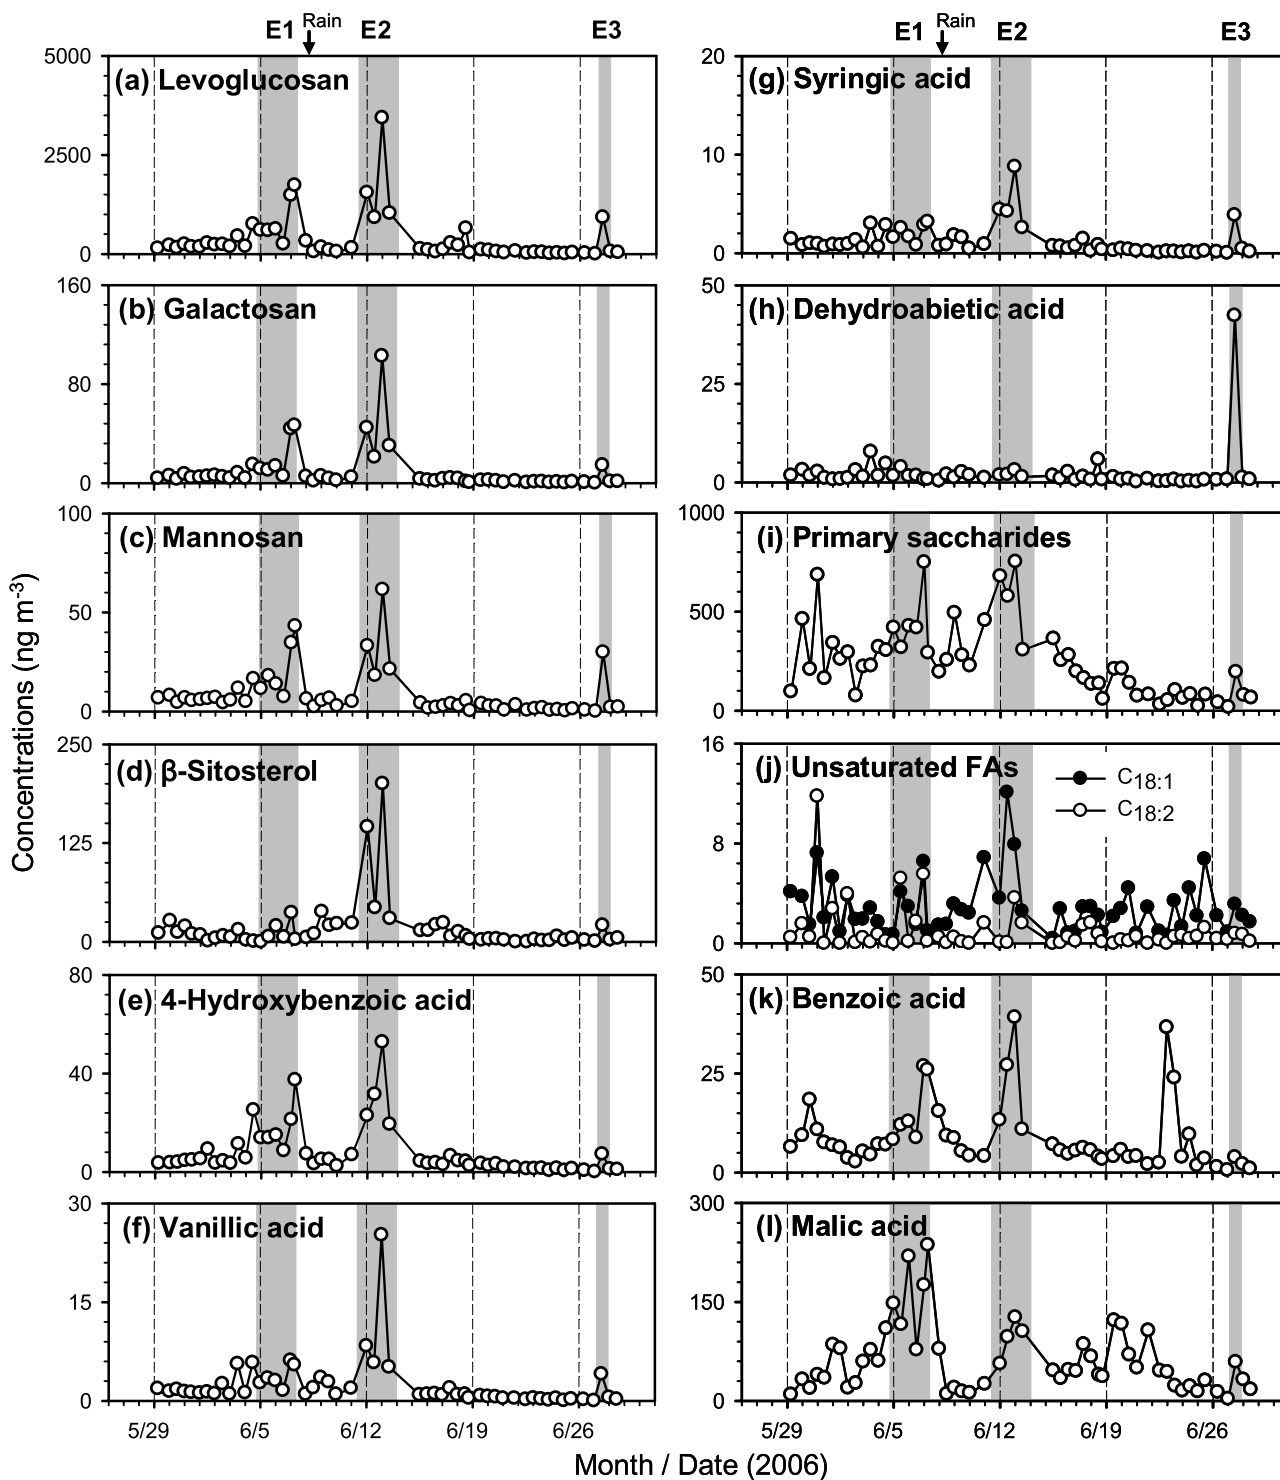 E1 Rain E2 E3
E1 Rain E2 E3
Concentrations (ng m-3)
(a) Levoglucosan
5000
2500
0
(b) Galactosan
160
80
0
(c) Mannosan
100
50
0
(d) β-Sitosterol
250
125
0
(e) 4-Hydroxybenzoic acid
80
40
0
(f) Vanillic acid
30
15
0
5/29 6/5 6/12 6/19 6/26
(g) Syringic acid
20
10
0
(h) Dehydroabietic acid
50
25
0
(i) Primary saccharides
1000
500
0
(j) Unsaturated FAs
C18:1
C18:2
16
8
0
(k) Benzoic acid
50
25
0
(l) Malic acid
300
150
0
5/29 6/5 6/12 6/19 6/26
Month / Date (2006)